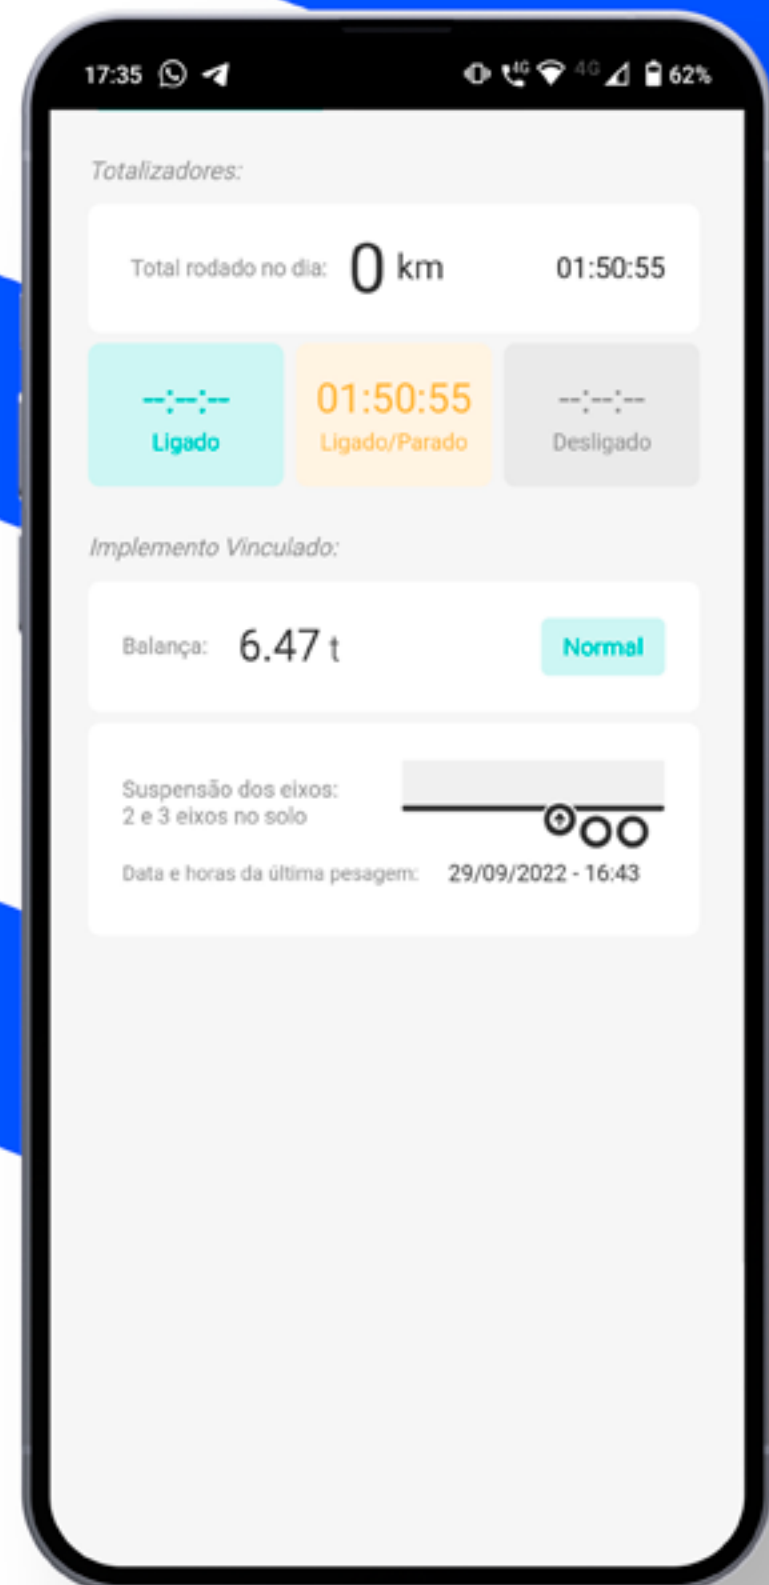 17:35 4G 4G 62%
Totalizadores:
Total rodado no dia: 0 km 01:50:55
--:--:-- 01:50:55 --:--:--
Ligado Ligado/Parado Desligado
Implemento Vinculado:
Balança: 6.47 t Normal
Suspensão dos eixos:
2 e 3 eixos no solo
Data e horas da última pesagem: 29/09/2022 - 16:43